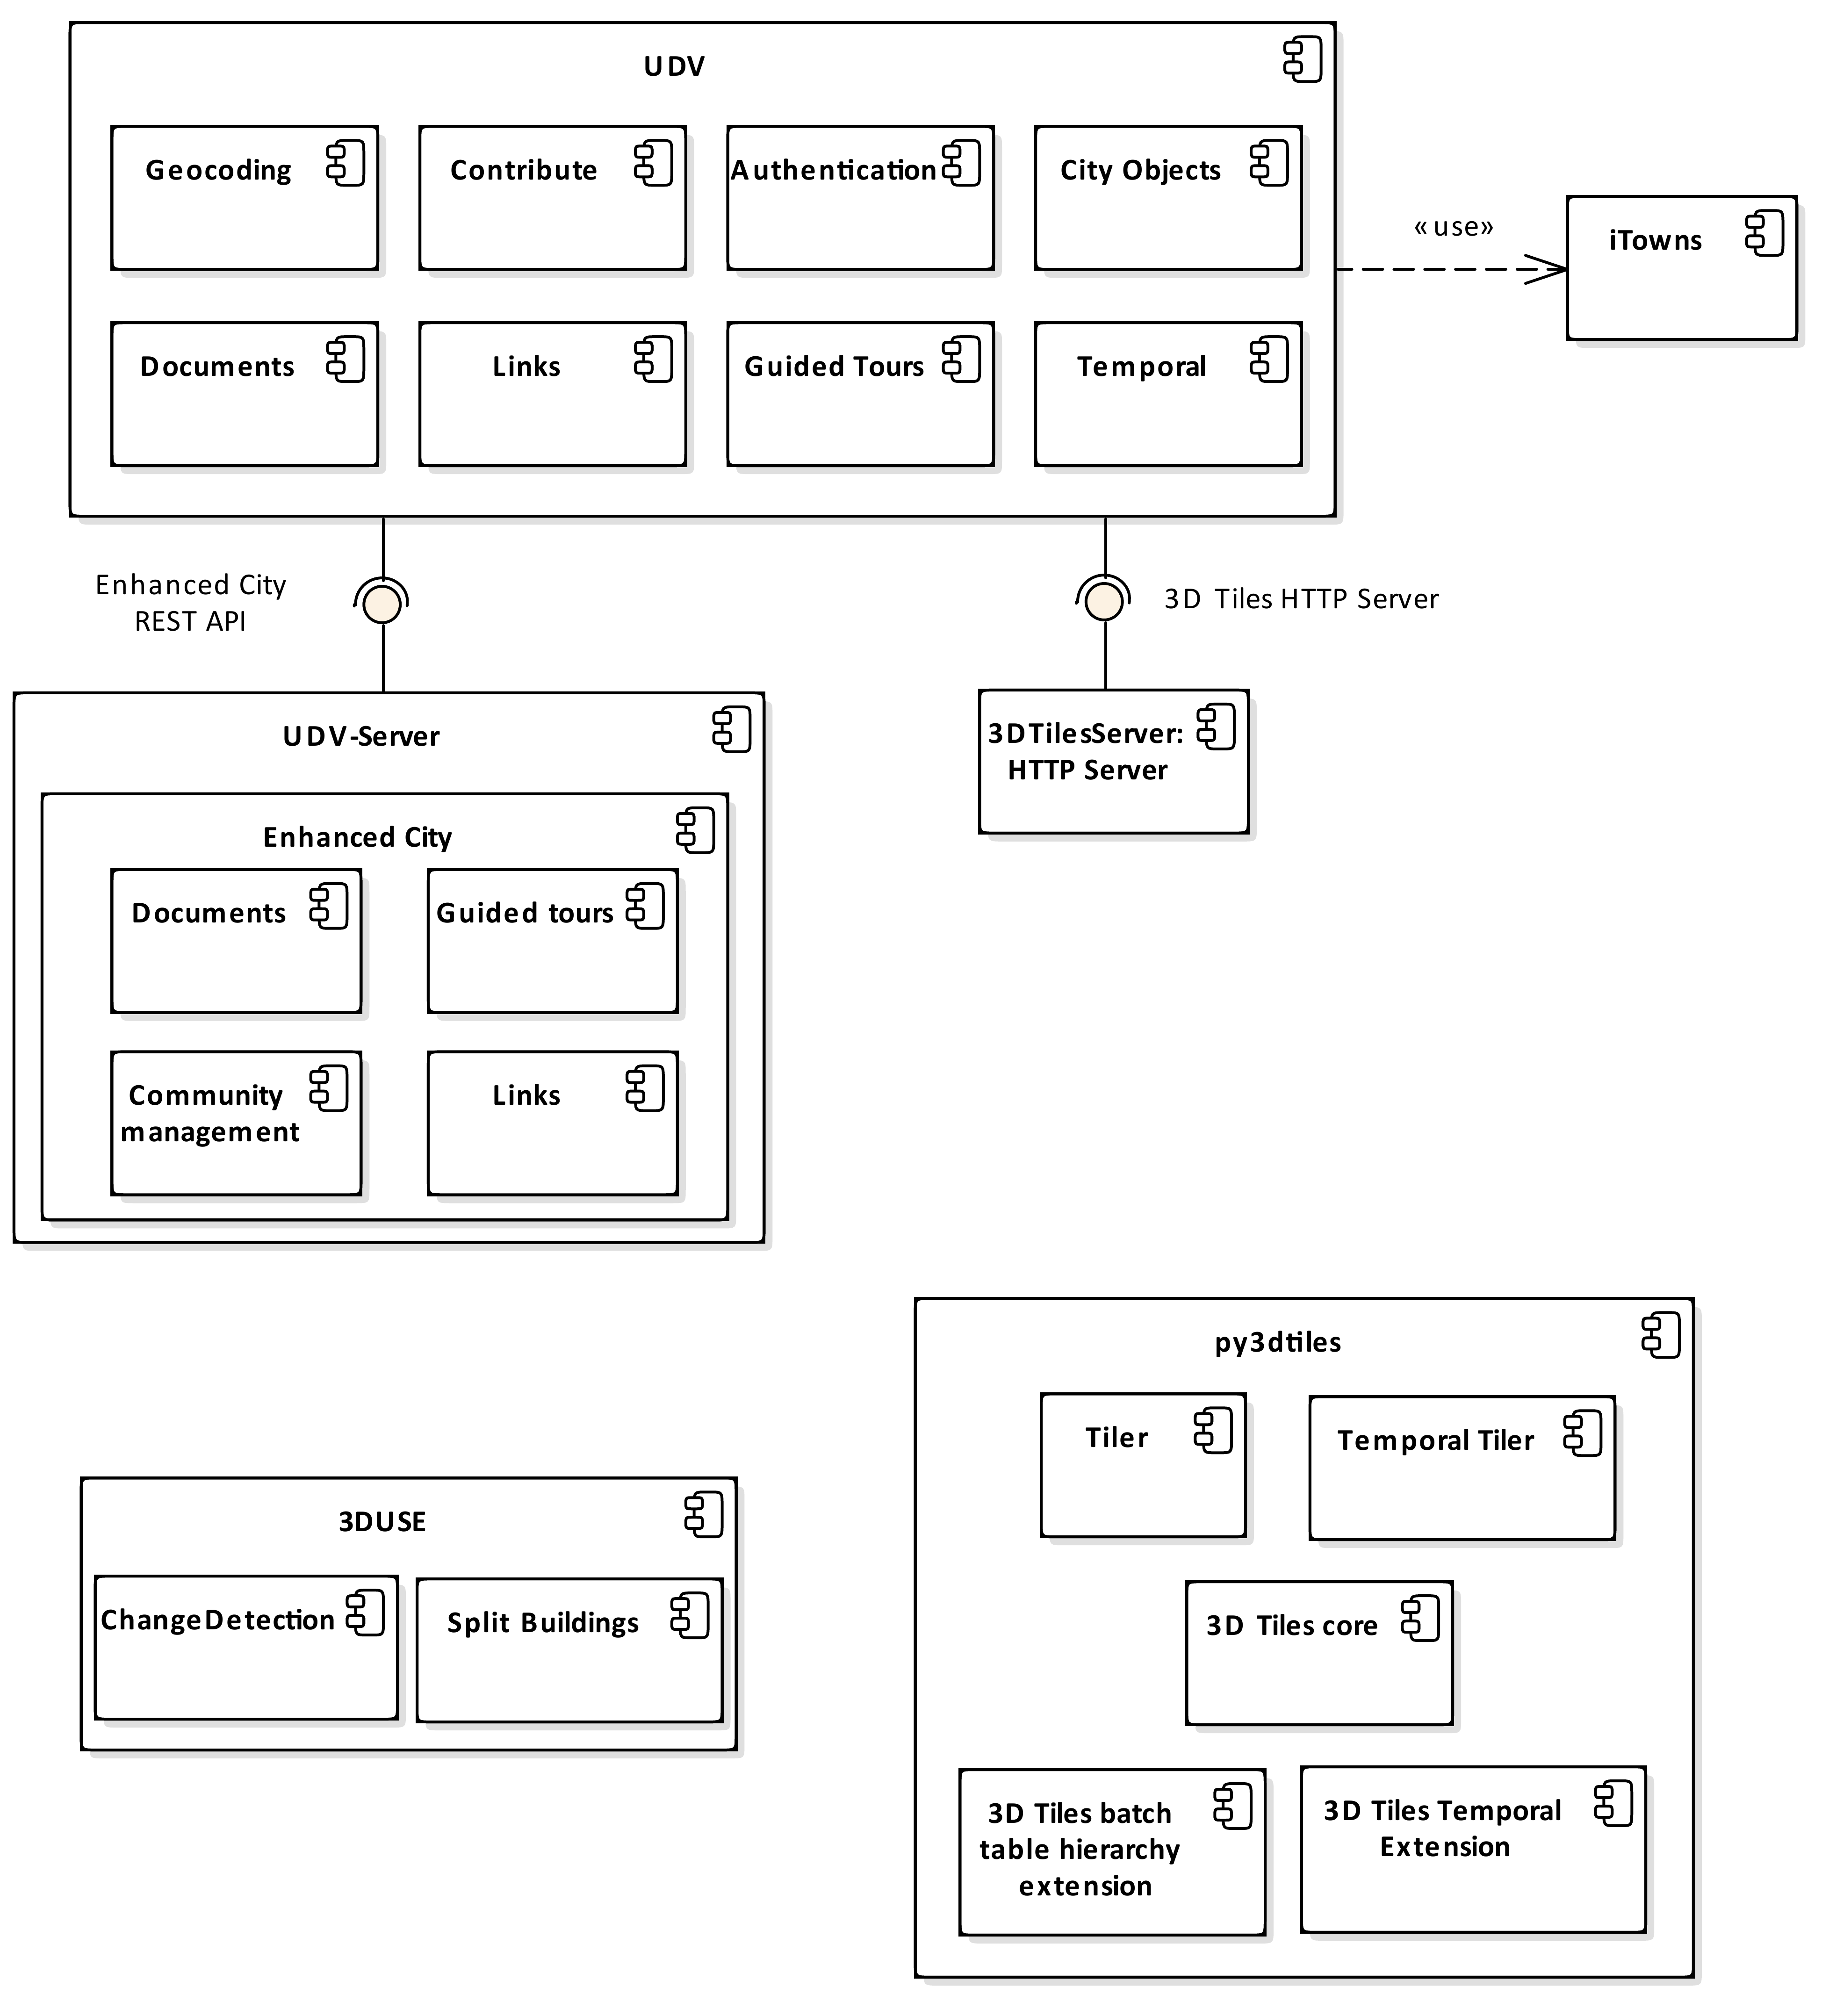 UDV
Geocoding
Contribute
Authentication
City Objects
«use»
iTowns
Documents
Links
Guided Tours
Temporal
Enhanced City
REST API
3D Tiles HTTP Server
UDV-Server
3DTilesServer:
HTTP Server
Enhanced City
Documents
Guided tours
Community
management
Links
py3dtiles
Tiler
Temporal Tiler
3DUSE
ChangeDetection
Split Buildings
3D Tiles core
3D Tiles batch
table hierarchy
extension
3D Tiles Temporal
Extension